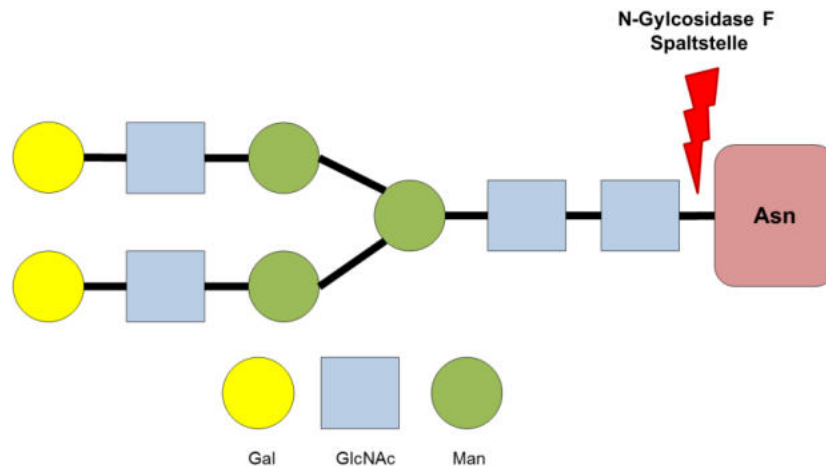 N-Gylcosidase F
Spaltstelle
Asn
Gal
GlcNAc
Man